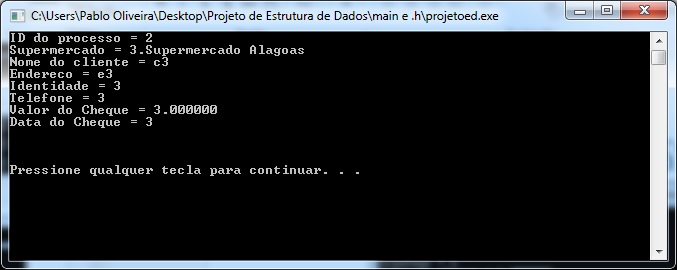 C:\Users\Pablo Oliveira\Desktop\Projeto de Estrutura de Dados\main e .h\projetoed.exe
ID do processo = 2
Supermercado = 3.Supermercado Alagoas
Nome do cliente = c3
Endereco = e3
Identidade = 3
Telefone = 3
Valor do Cheque = 3.000000
Data do Cheque = 3
Pressione qualquer tecla para continuar. . .